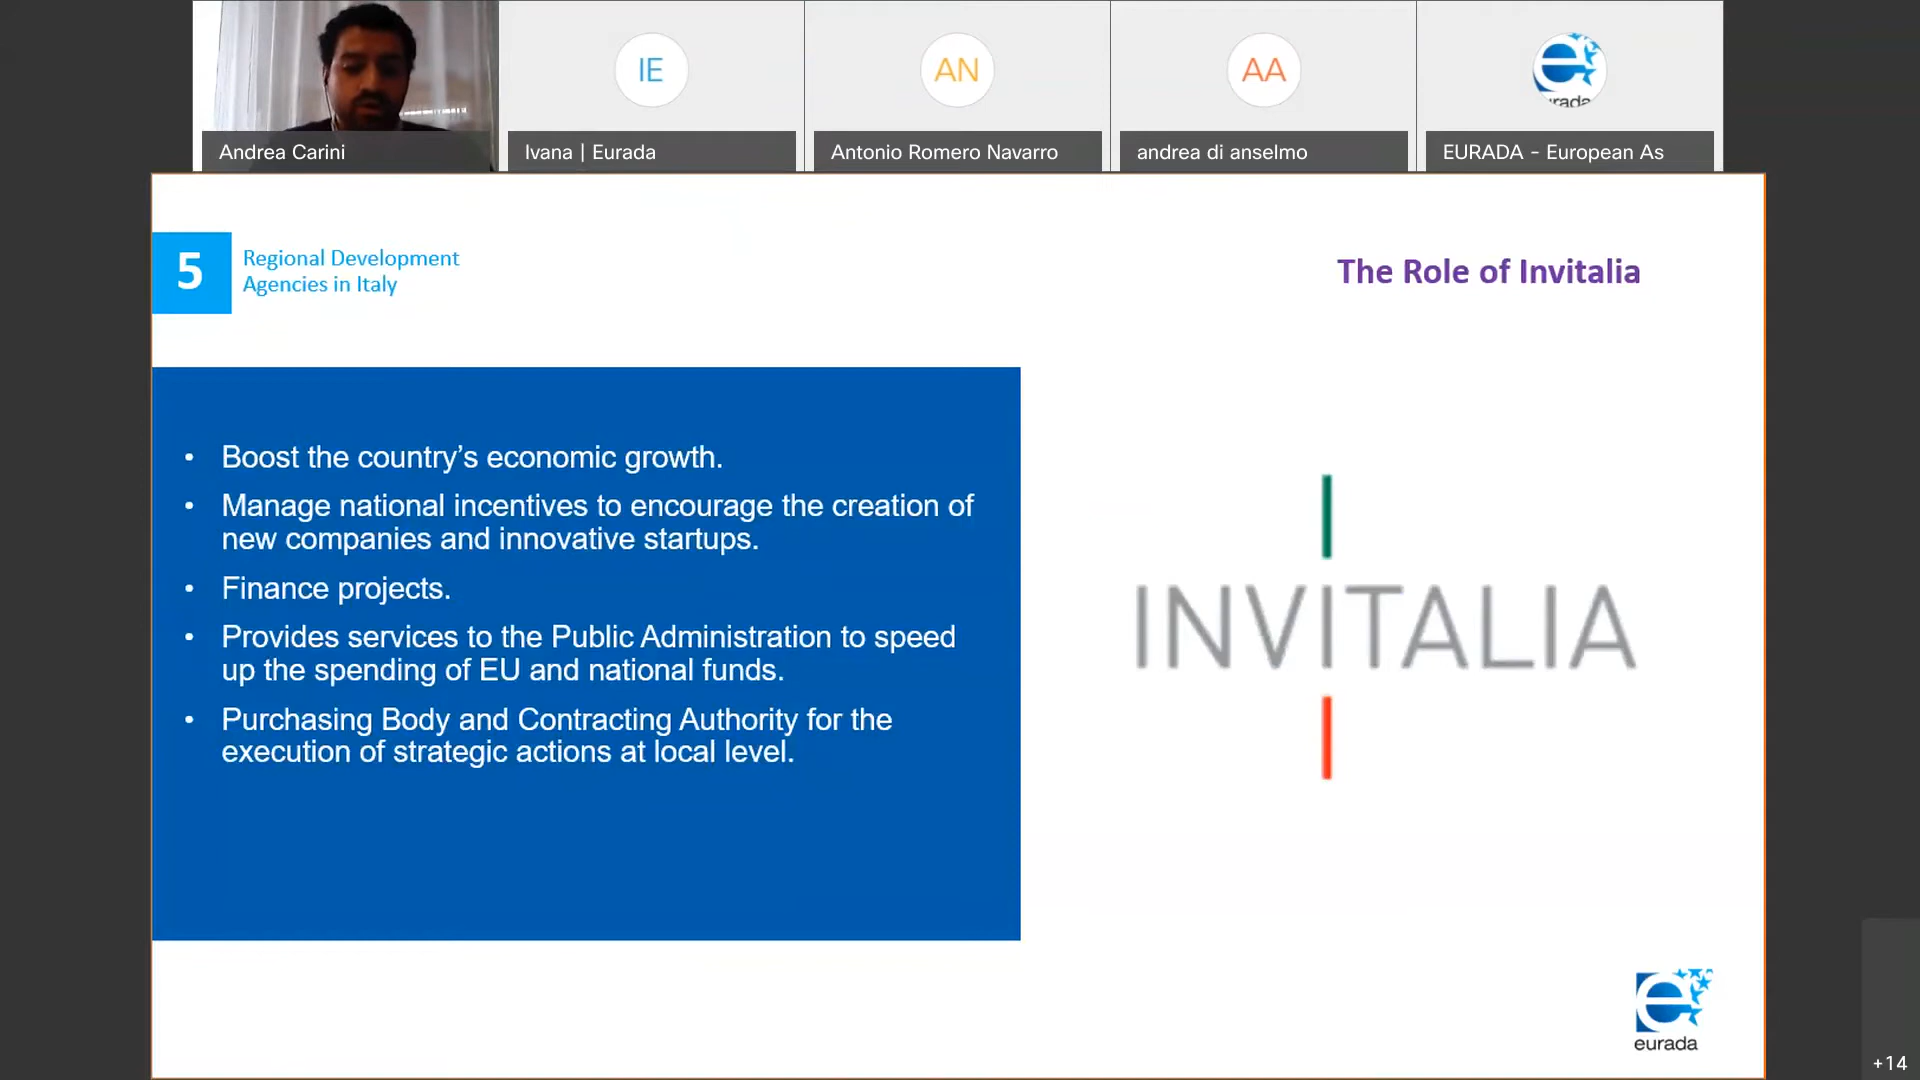 IE
AN
AA
eurada
Andrea Carini
Ivana | Eurada
Antonio Romero Navarro
andrea di anselmo
EURADA - European As
5
Regional Development
Agencies in Italy
The Role of Invitalia
• Boost the country’s economic growth.
• Manage national incentives to encourage the creation of
new companies and innovative startups.
• Finance projects.
• Provides services to the Public Administration to speed
up the spending of EU and national funds.
• Purchasing Body and Contracting Authority for the
execution of strategic actions at local level.
INVITALIA
eurada
+14